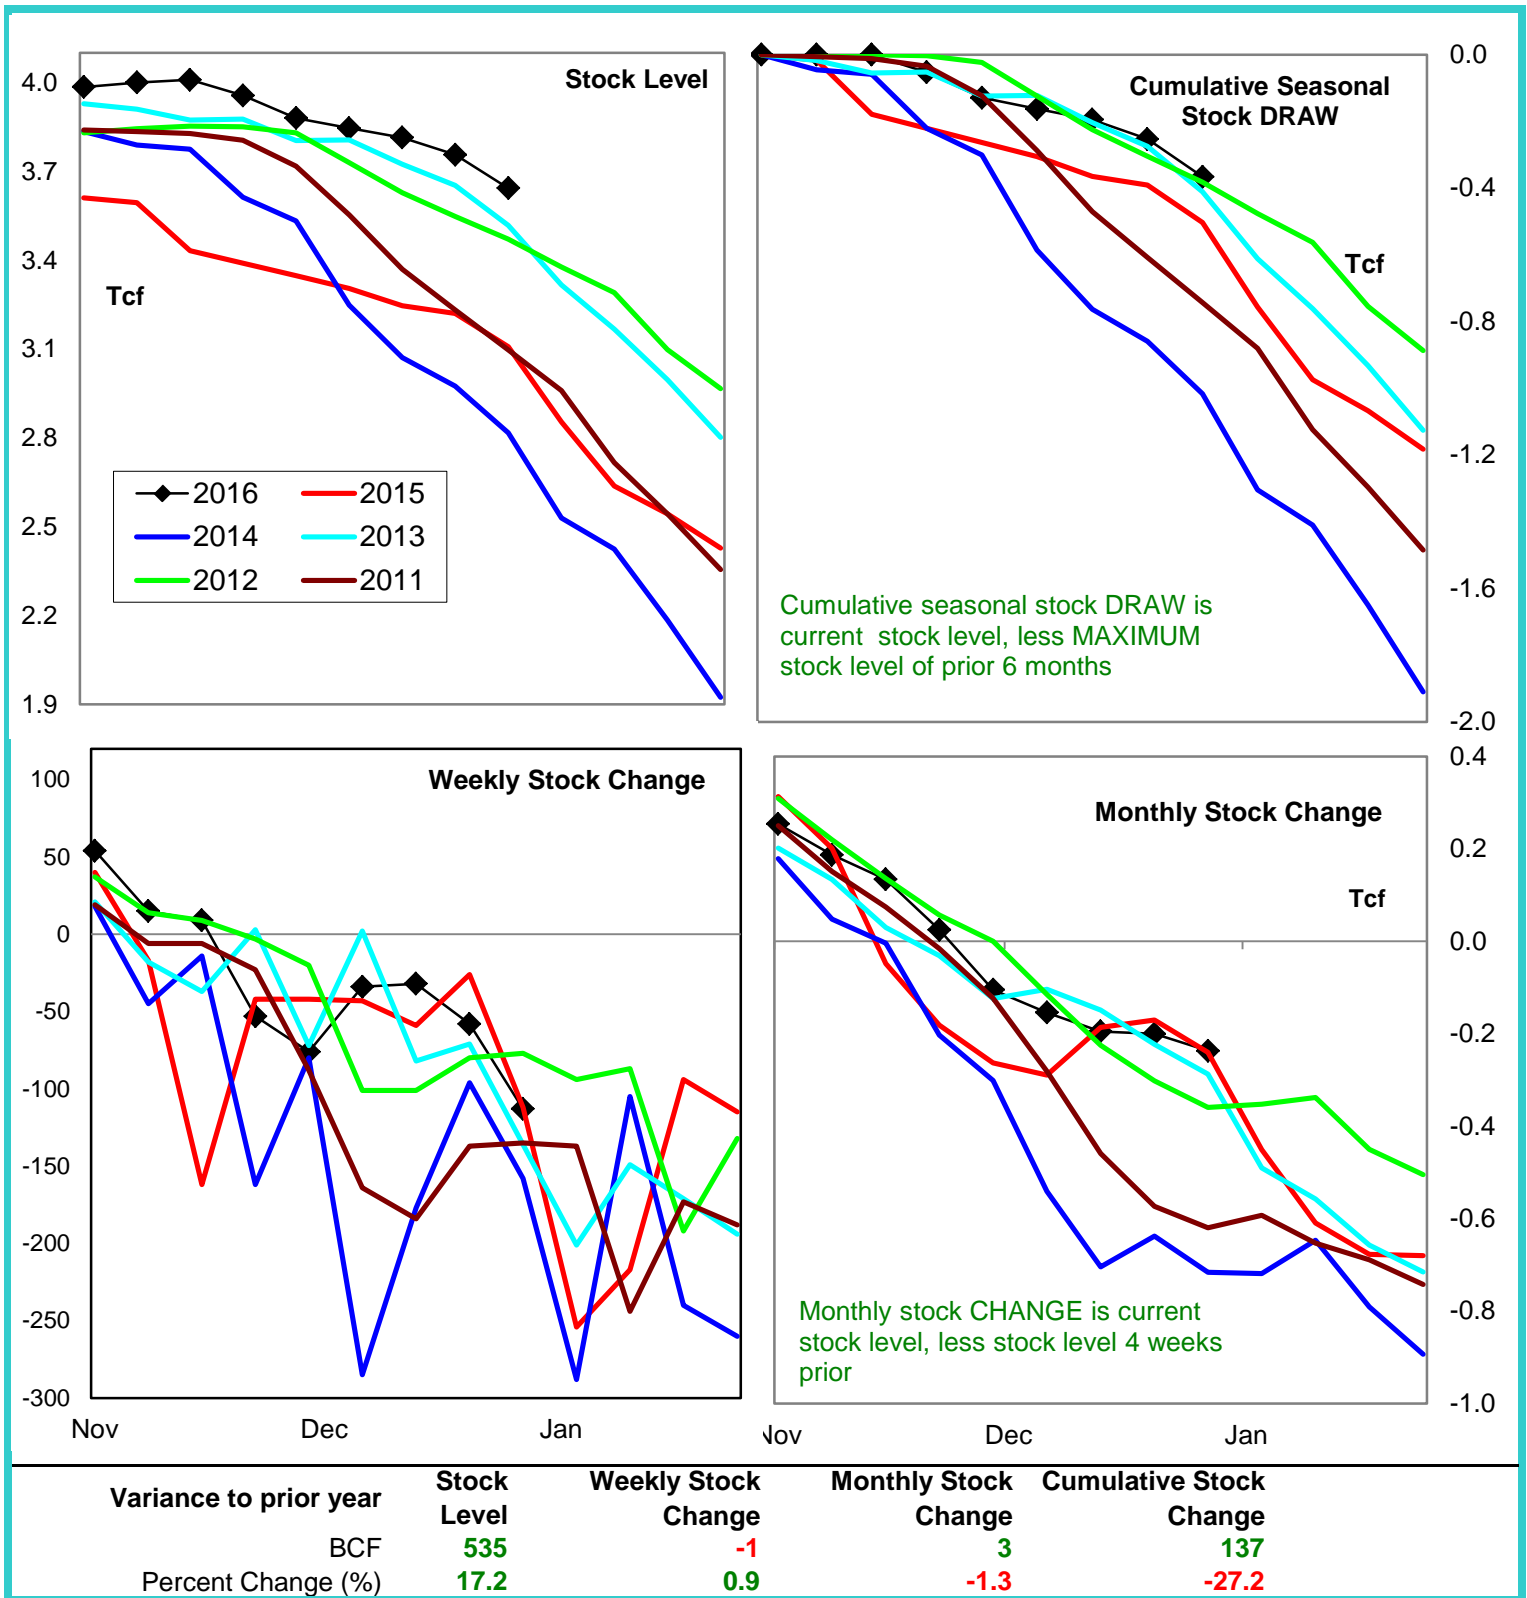 Stock Level
4.0
3.7
3.4
3.1
2.8
2.5
2.2
1.9
Tcf
2016 2015
2014 2013
2012 2011
Cumulative Seasonal
Stock DRAW
0.0
-0.4
-0.8
-1.2
-1.6
-2.0
Tcf
Cumulative seasonal stock DRAW is
current stock level, less MAXIMUM
stock level of prior 6 months
Weekly Stock Change
100
50
0
-50
-100
-150
-200
-250
-300
Nov Dec Jan
Monthly Stock Change
0.4
0.2
0.0
-0.2
-0.4
-0.6
-0.8
-1.0
Tcf
Monthly stock CHANGE is current
stock level, less stock level 4 weeks
prior
Nov Dec Jan
Variance to prior year
Stock
Level
Weekly Stock
Change
Monthly Stock
Change
Cumulative Stock
Change
BCF 535 -1 3 137
Percent Change (%) 17.2 0.9 -1.3 -27.2